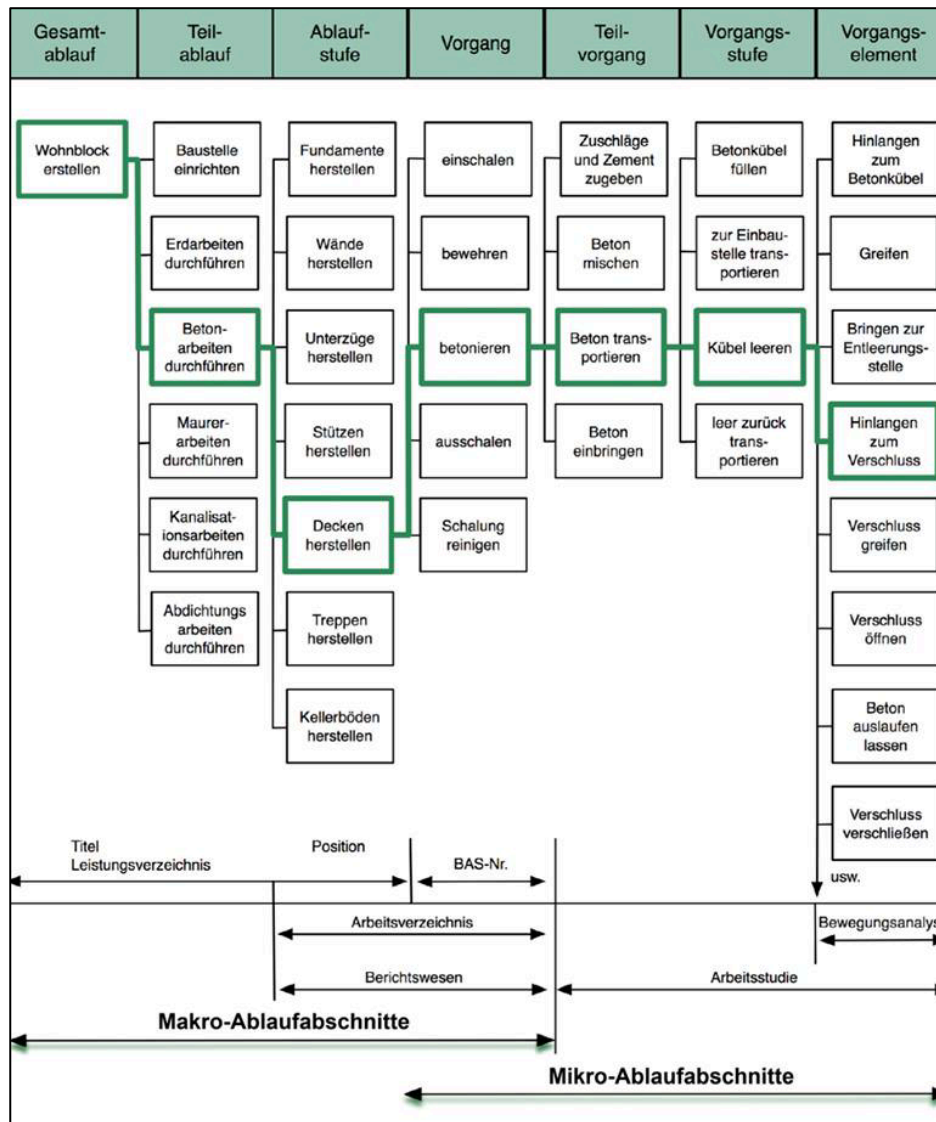 Gesamt-
ablauf
Teil-
ablauf
Ablauf-
stufe
Vorgang
Teil-
vorgang
Vorgangs-
stufe
Vorgangs-
element
Wohnblock
erstellen
Baustelle
einrichten
Erdarbeiten
durchführen
Beton-
arbeiten
durchführen
Maurer-
arbeiten
durchführen
Kanalisat-
ionsarbeiten
durchführen
Abdichtungs
arbeiten
durchführen
Fundamente
herstellen
Wände
herstellen
Unterzüge
herstellen
Stützen
herstellen
Decken
herstellen
Treppen
herstellen
Kellerböden
herstellen
einschalen
bewehren
betonieren
ausschalen
Schalung
reinigen
Zuschläge
und Zement
zugeben
Beton
mischen
Beton trans-
portieren
Beton
einbringen
Betonkübel
füllen
zur Einbau-
stelle transp-
ortieren
Kübel leeren
leer zurück
trans-
portieren
Hinlangen
zum
Betonkübel
Greifen
Bringen zur
Entleerungs-
stelle
Hinlangen
zum
Verschluss
Verschluss
greifen
Verschluss
öffnen
Beton
auslaufen
lassen
Verschluss
verschließen
usw.
Titel
Leistungsverzeichnis
Position
BAS-Nr.
Arbeitsverzeichnis
Bewegungsanalys
Berichtswesen
Arbeitsstudie
Makro-Ablaufabschnitte
Mikro-Ablaufabschnitte